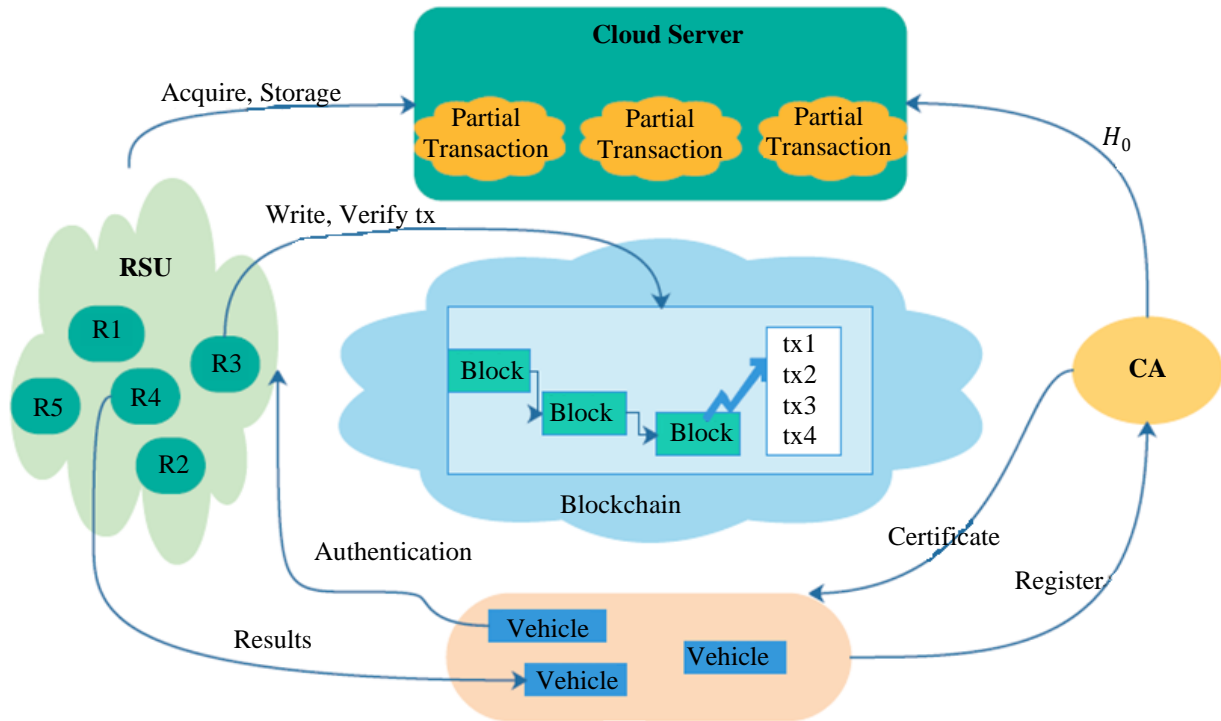 Cloud Server
Acquire, Storage
Partial
Transaction
Partial
Transaction
Partial
Transaction
H₀
Write, Verify tx
RSU
R1
R3
R4
R5
R2
Block
Block
Block
tx1
tx2
tx3
tx4
Blockchain
CA
Certificate
Register
Authentication
Results
Vehicle
Vehicle
Vehicle